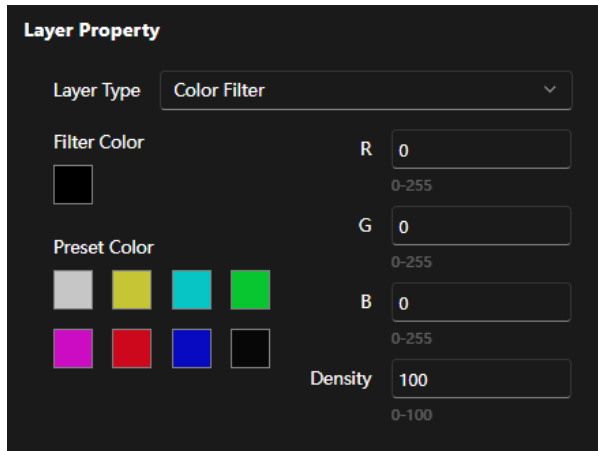 Layer Property
Layer Type Color Filter
Filter Color
R 0
0-255
G 0
0-255
Preset Color
B 0
0-255
Density 100
0-100